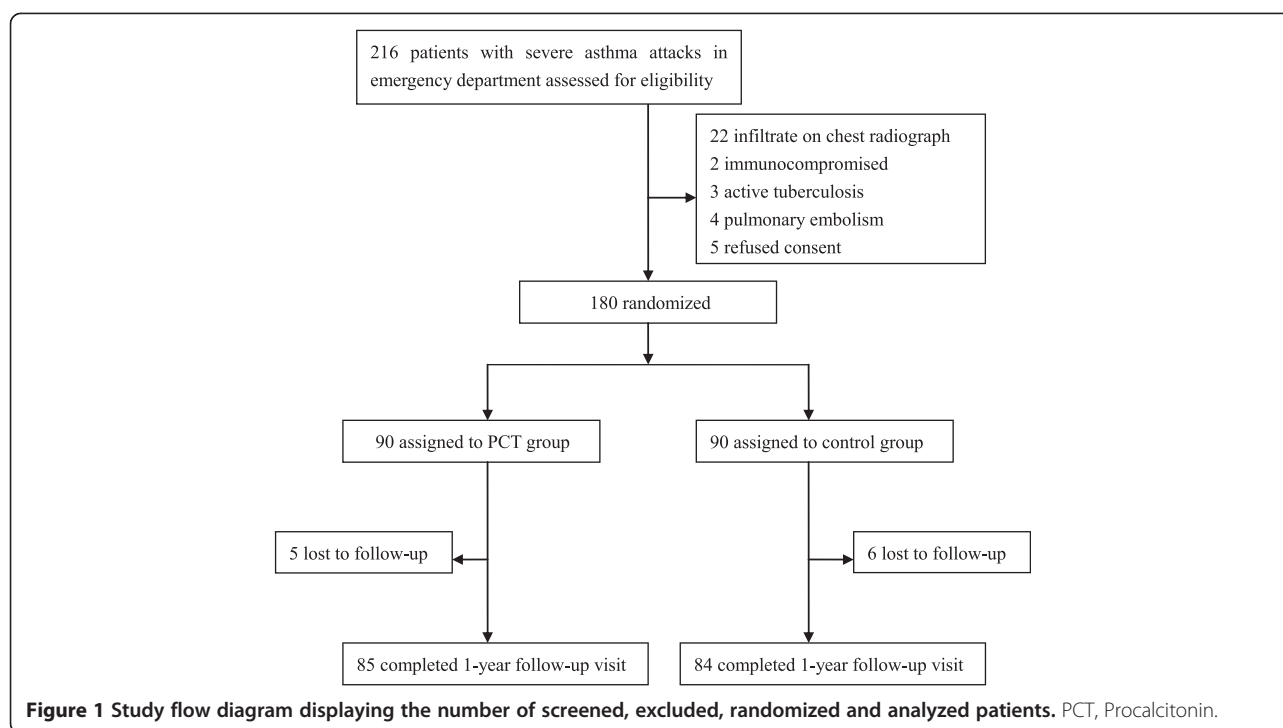 216 patients with severe asthma attacks in
emergency department assessed for eligibility
22 infiltrate on chest radiograph
2 immunocompromised
3 active tuberculosis
4 pulmonary embolism
5 refused consent
180 randomized
90 assigned to PCT group
90 assigned to control group
5 lost to follow-up
6 lost to follow-up
85 completed 1-year follow-up visit
84 completed 1-year follow-up visit
Figure 1 Study flow diagram displaying the number of screened, excluded, randomized and analyzed patients. PCT, Procalcitonin.